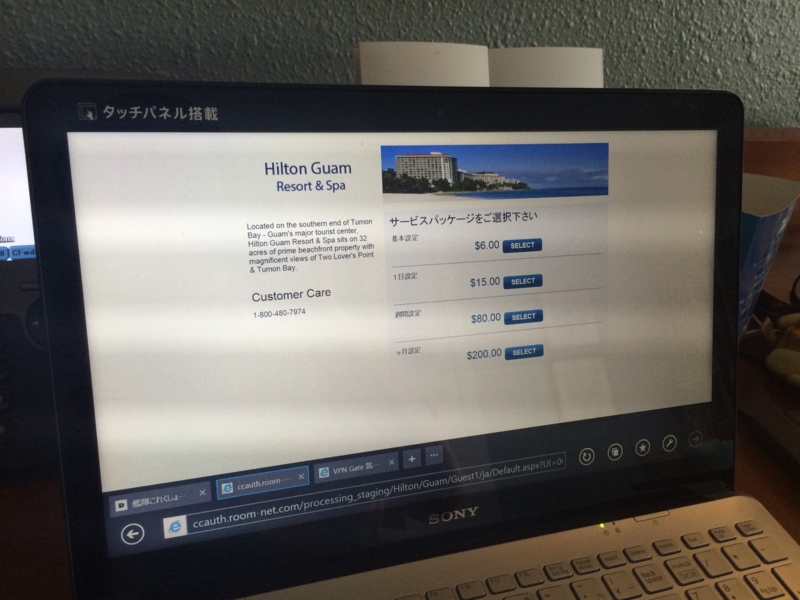 タッチパネル搭載
Hilton Guam
Resort & Spa
Located on the southern end of Tumon
Bay - Guam's major tourist center,
Hilton Guam Resort & Spa sits on 32
acres of prime beachfront property with
magnificent views of Two Lover's Point
& Tumon Bay.
Customer Care
1-800-480-7974
サービスパッケージをご選択下さい
基本設定
$6.00 SELECT
1日設定
$15.00 SELECT
週間設定
$80.00 SELECT
ヶ月設定
$200.00 SELECT
艦隊これくしょ...
ccauth.room-...
VPN Gate 筑...
ccauth.room-net.com/processing_staging/Hilton/Guam/Guest1/ja/Default.aspx?UI=0
SONY